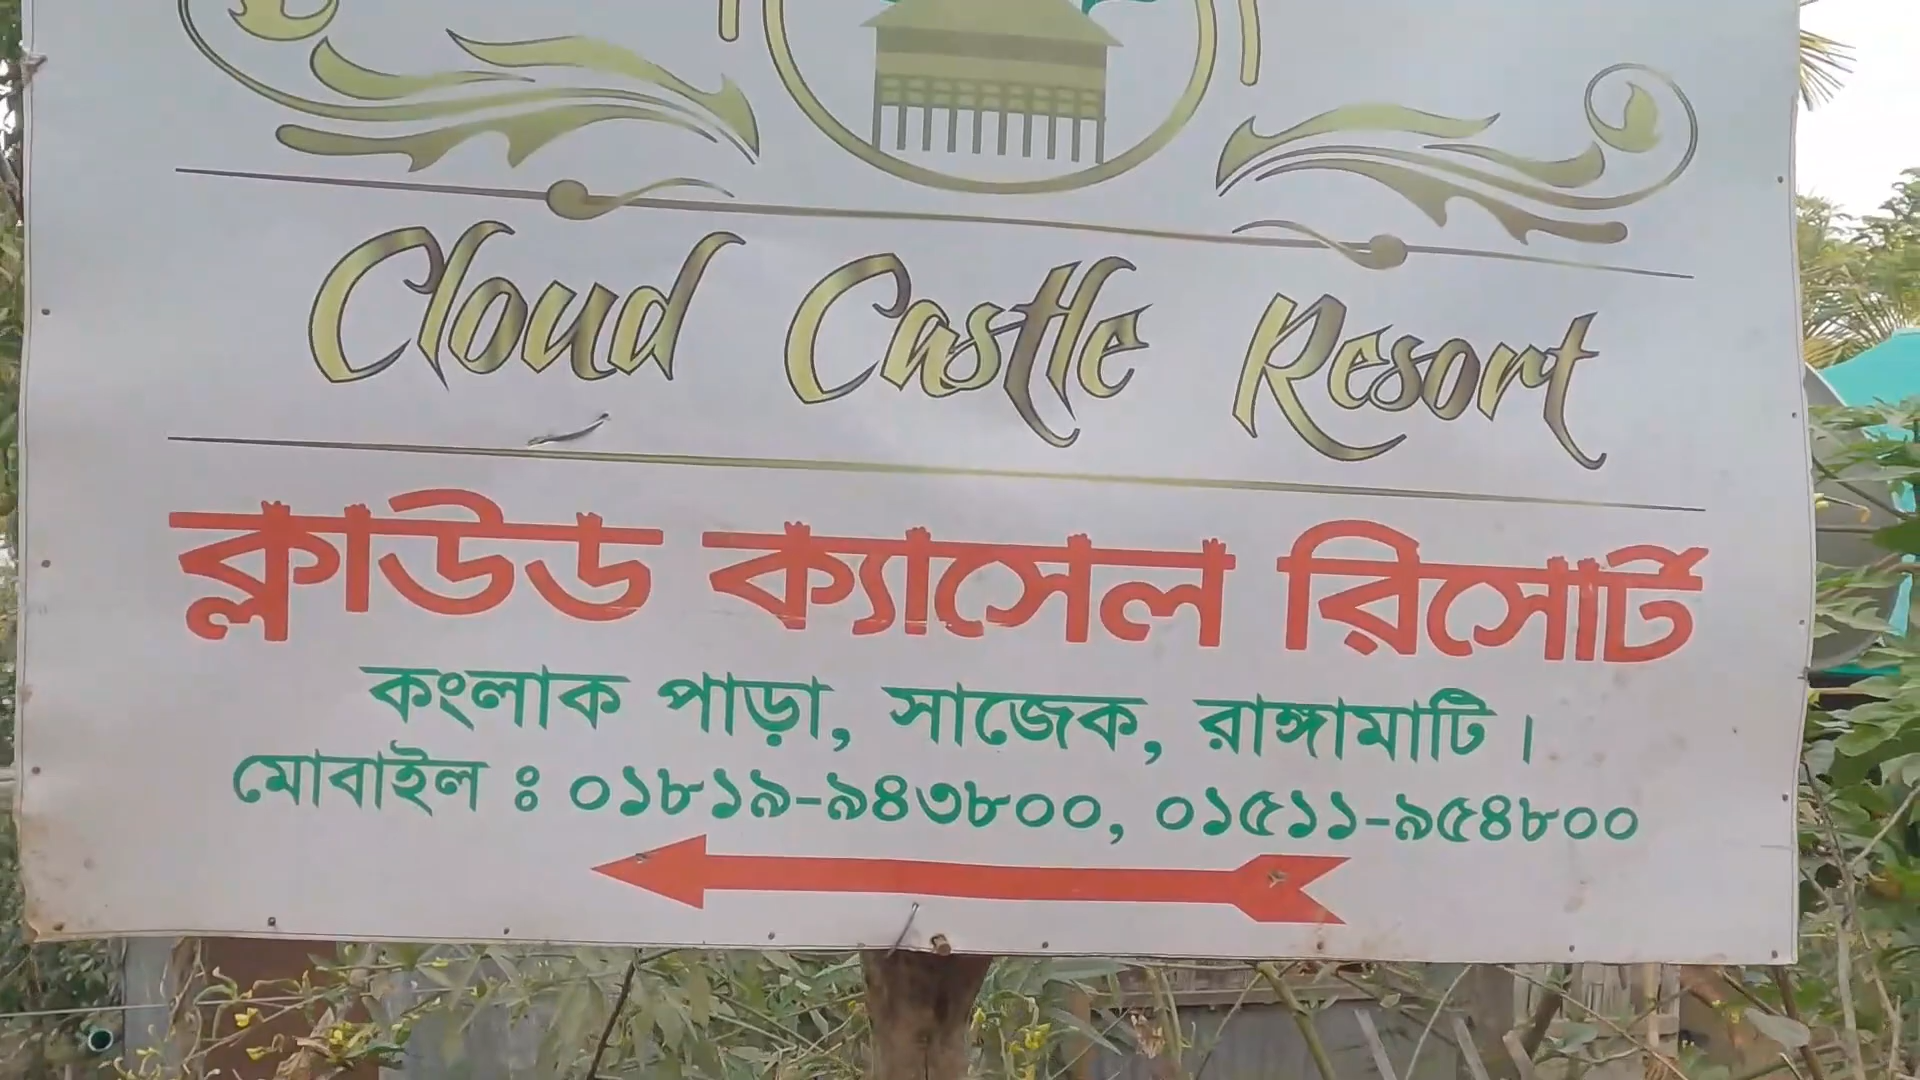 Cloud Castle Resort
ক্লাউড ক্যাসেল রিসোর্ট
কংলাক পাড়া, সাজেক, রাঙ্গামাটি।
মোবাইল ঃ ০১৮১৯-৯৪৩৮০০, ০১৫১১-৯৫৪৮০০